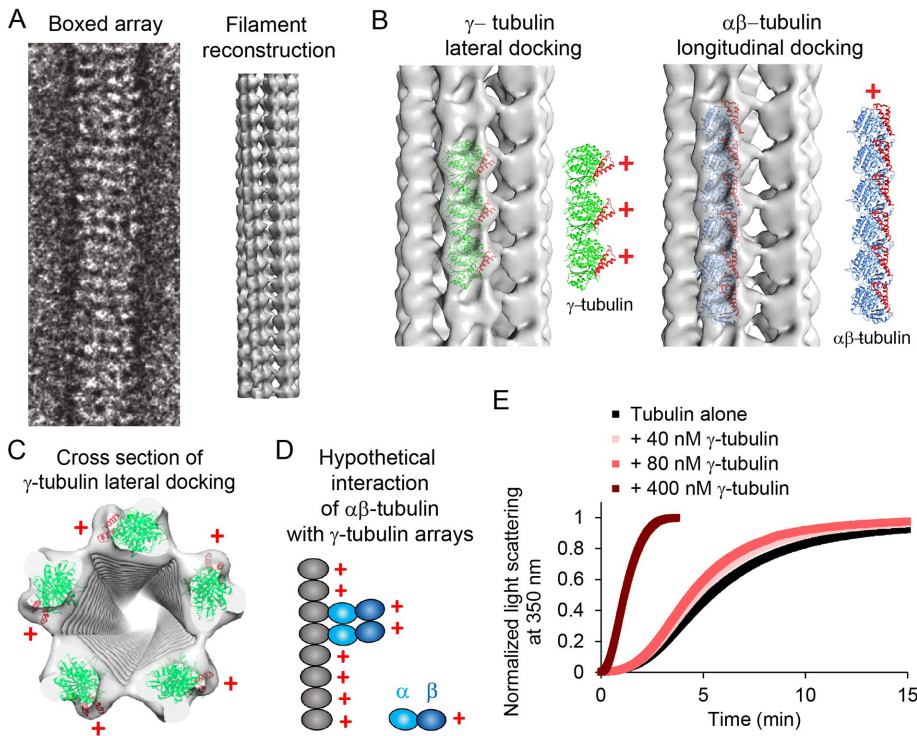 A
Boxed array
Filament
reconstruction
B
γ– tubulin
lateral docking
+
+
+
γ–tubulin
αβ–tubulin
longitudinal docking
+
αβ-tubulin
C
Cross section of
γ-tubulin lateral docking
+
+
+
+
+
D
Hypothetical
interaction
of αβ-tubulin
with γ-tubulin arrays
+
+
+
+
+
+
+
+
α β
+
E
Tubulin alone
+ 40 nM γ-tubulin
+ 80 nM γ-tubulin
+ 400 nM γ-tubulin
Normalized light scattering
at 350 nm
1
0.8
0.6
0.4
0.2
0
0 5 10 15
Time (min)